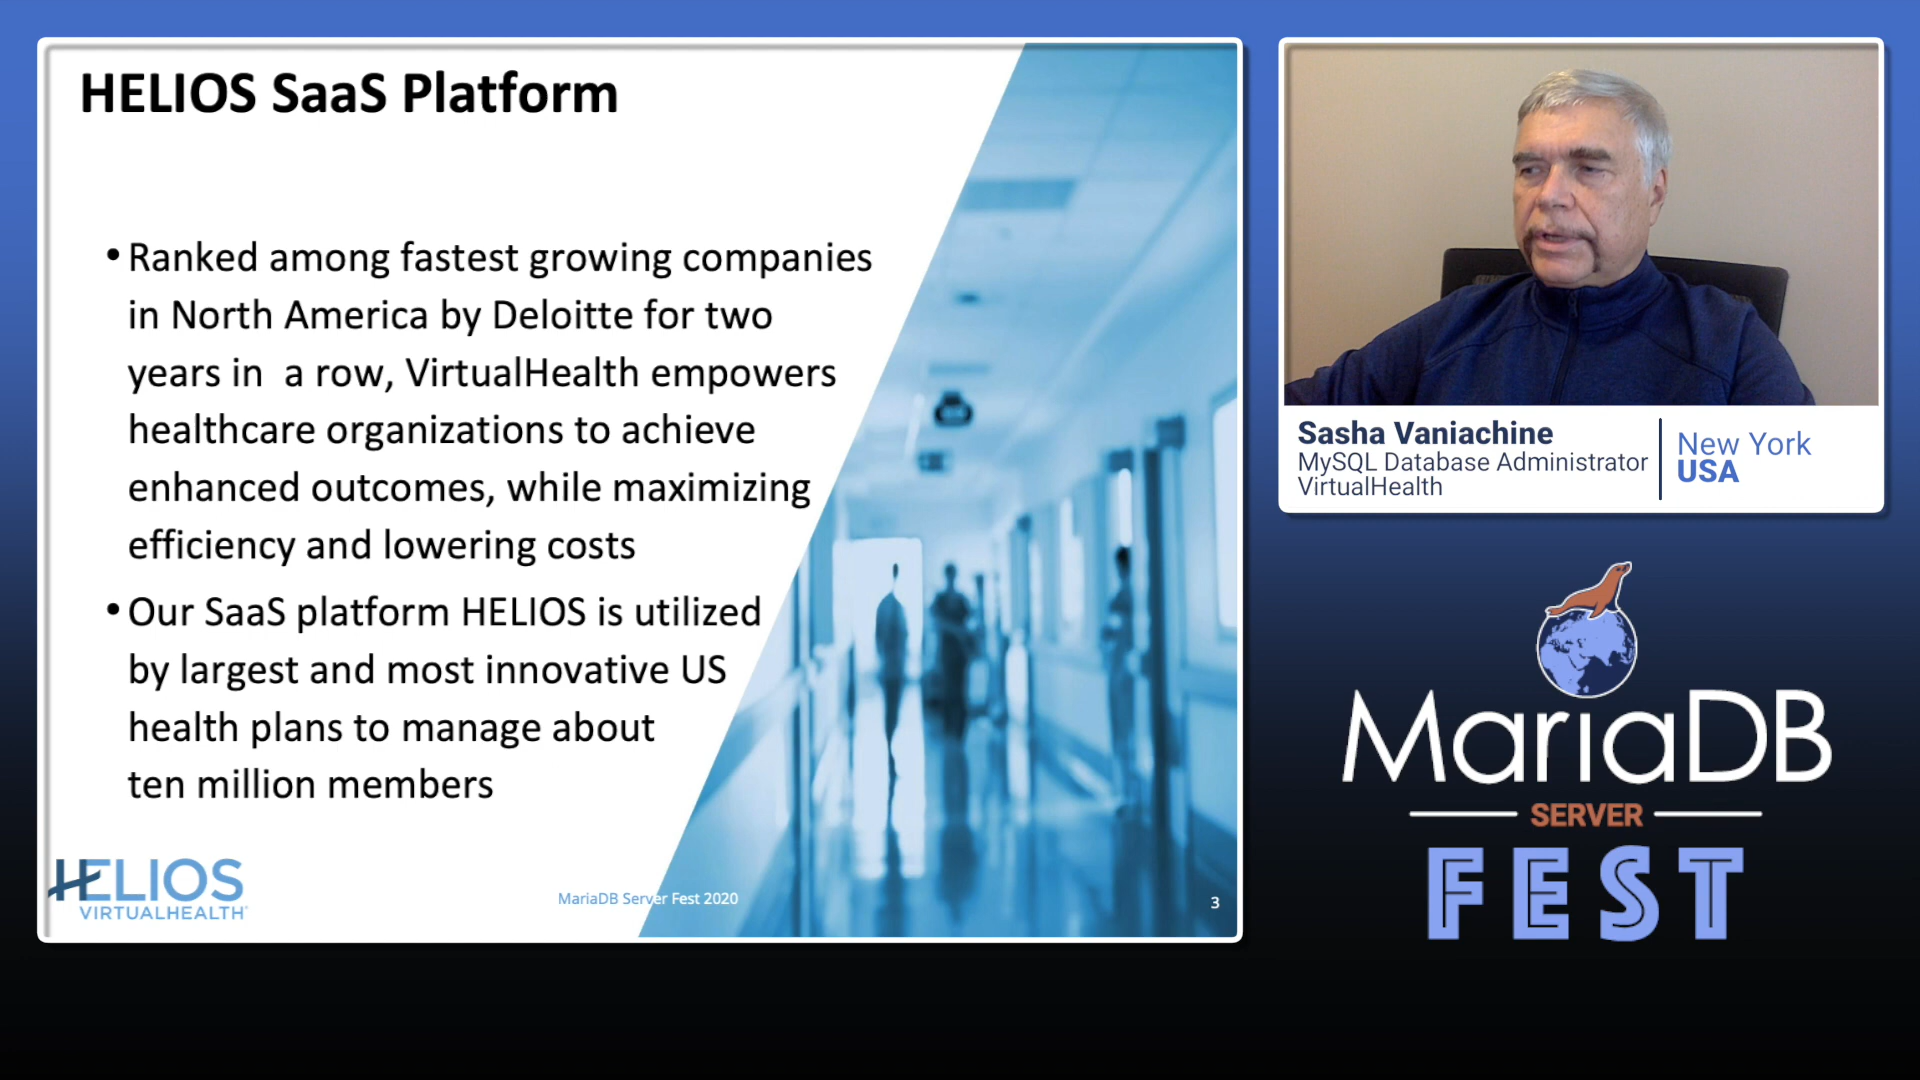 HELIOS SaaS Platform
• Ranked among fastest growing companies
in North America by Deloitte for two
years in a row, VirtualHealth empowers
healthcare organizations to achieve
enhanced outcomes, while maximizing
efficiency and lowering costs
• Our SaaS platform HELIOS is utilized
by largest and most innovative US
health plans to manage about
ten million members
HELIOS
VIRTUALHEALTH
MariaDB Server Fest 2020
3
Sasha Vaniachine
MySQL Database Administrator
VirtualHealth
New York
USA
MariaDB
SERVER
FEST